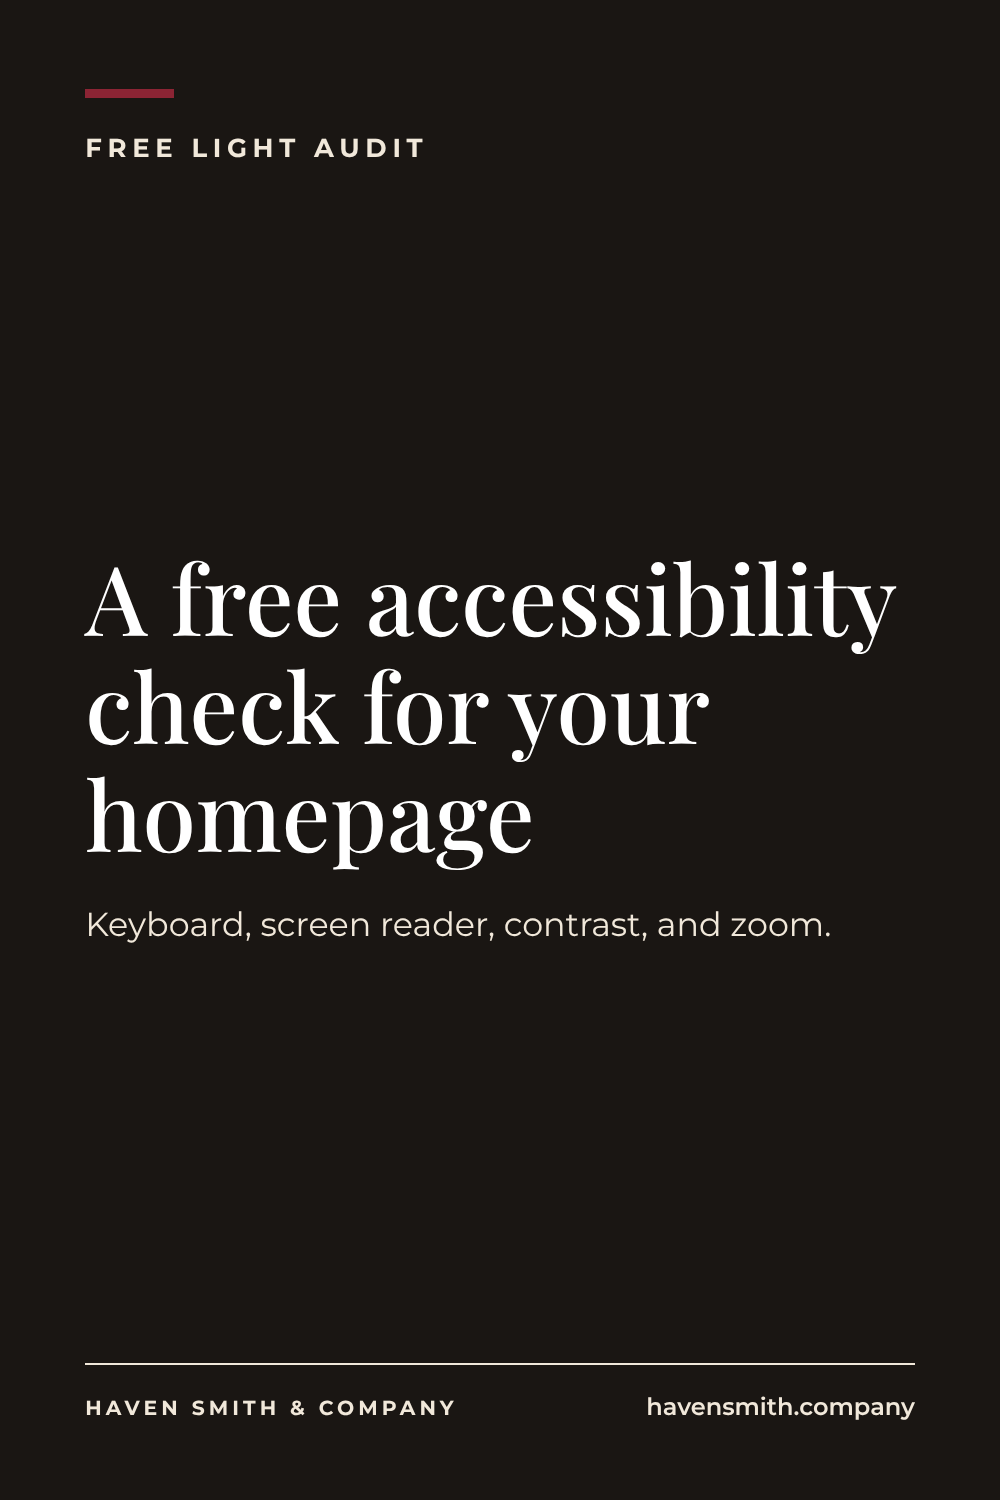 FREE LIGHT AUDIT
A free accessibility
check for your
homepage
Keyboard, screen reader, contrast, and zoom.
HAVEN SMITH & COMPANY
havensmith.company